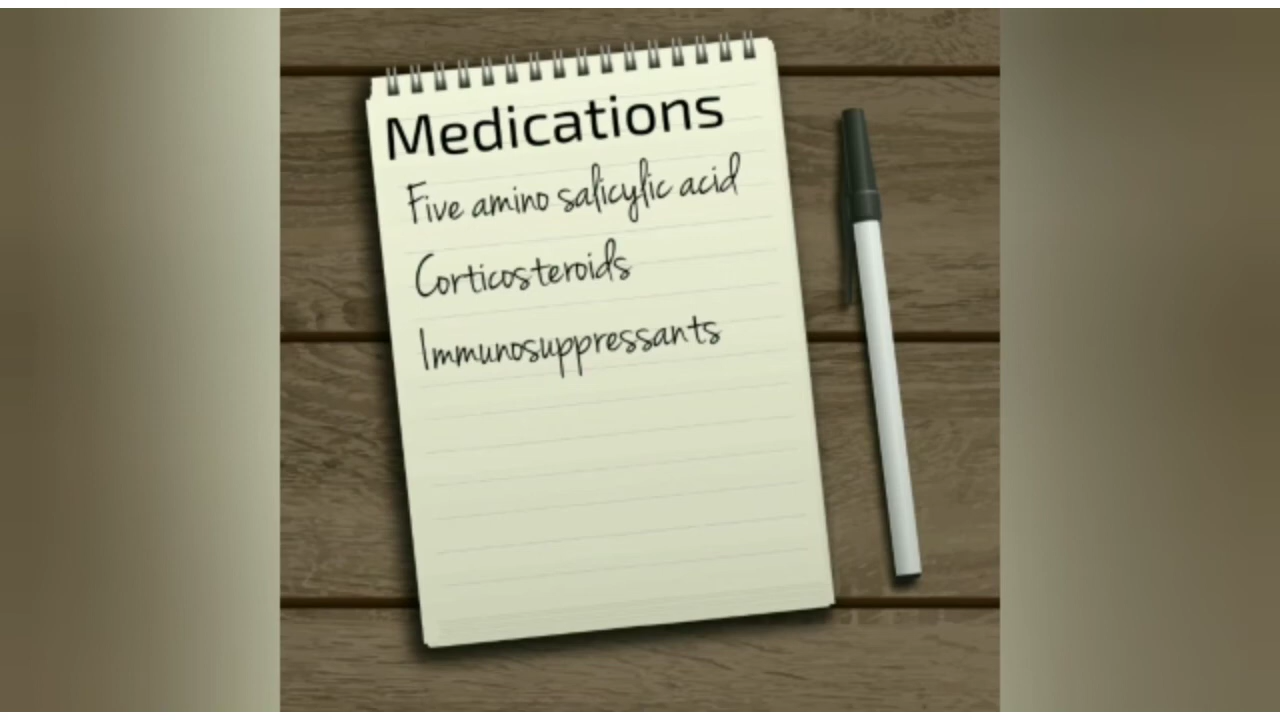 Medications
Five amino salicylic acid
Corticosteroids
Immunosuppressants